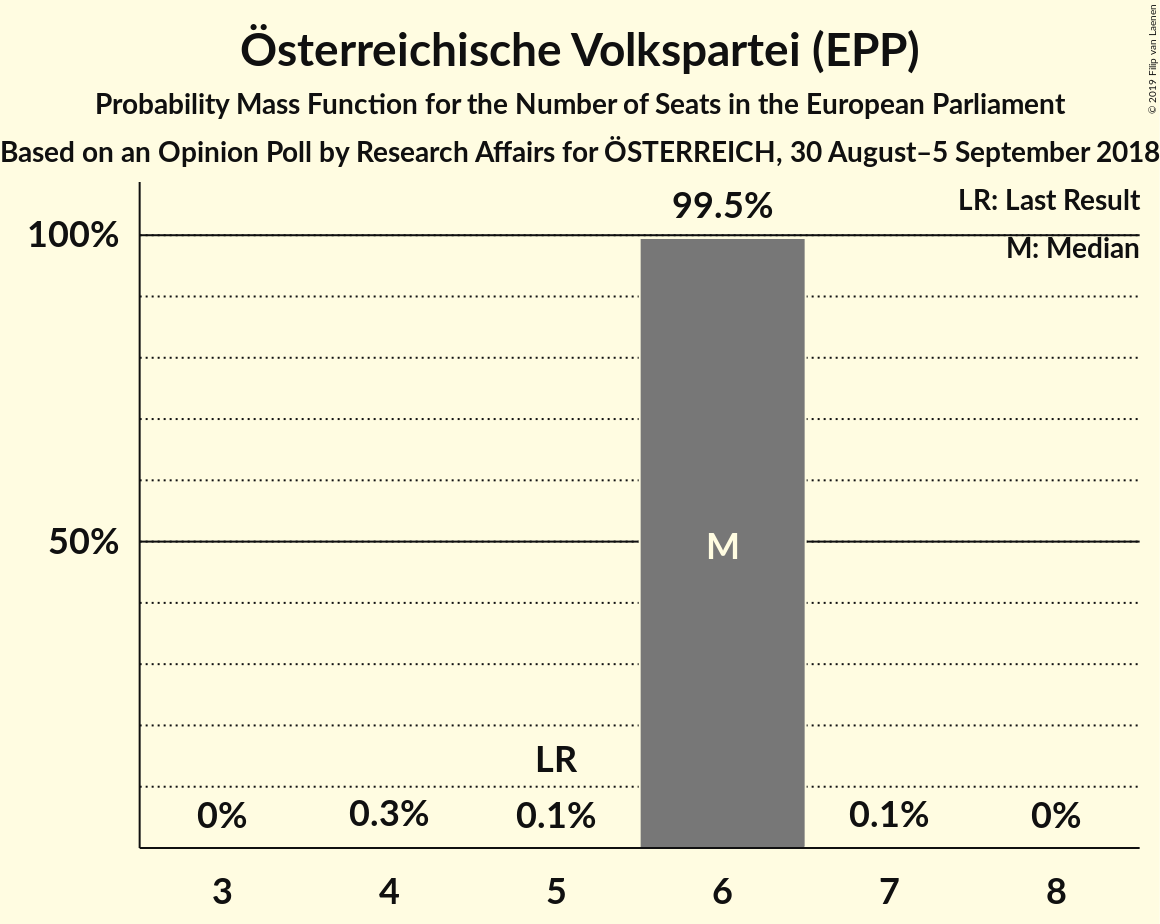 Österreichische Volkspartei (EPP)
Probability Mass Function for the Number of Seats in the European Parliament
Based on an Opinion Poll by Research Affairs for ÖSTERREICH, 30 August–5 September 2018
© 2019 Filip van Laenen
LR: Last Result
M: Median
99.5%
100%
50%
M
LR
0%
0.3%
0.1%
0.1%
0%
3
4
5
6
7
8